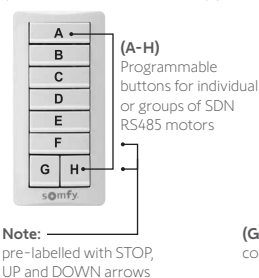 A
B
C
D
E
F
G H
somfy.
(A-H)
Programmable
buttons for individual
or groups of SDN
RS485 motors
Note:
pre-labelled with STOP,
UP and DOWN arrows
(G
co